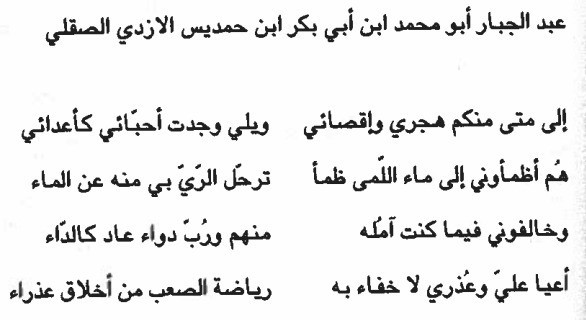 عبد الجبار أبو محمد ابن أبي بكر ابن حمديس الازدي الصقلي
إلى متى منكم هجري وإقصائي ويلي وجدت أحبّائي كأعدائي
هُم أظمأوني إلى ماء اللّمى ظمأ ترحّل الرّيّ بي منه عن الماء
وخالفوني فيما كنت آمُله منهم ورُبّ دواء عاد كالدّاء
أعيا عليّ وعُذري لا خفاء به رياضة الصعب من أخلاق عذراء